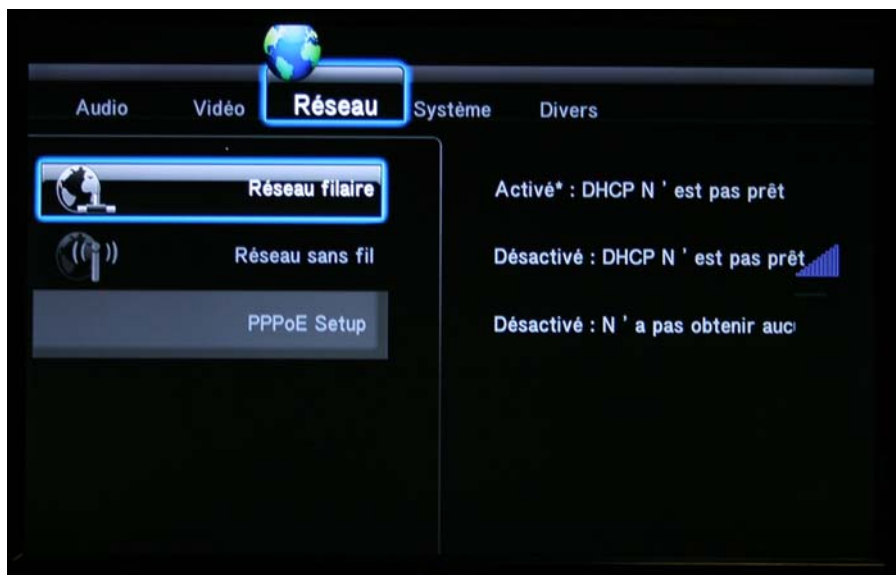 Audio Vidéo Réseau Système Divers
Réseau filaire Activé* : DHCP N ' est pas prêt
Réseau sans fil Désactivé : DHCP N ' est pas prêt
PPPoE Setup Désactivé : N ' a pas obtenir auc